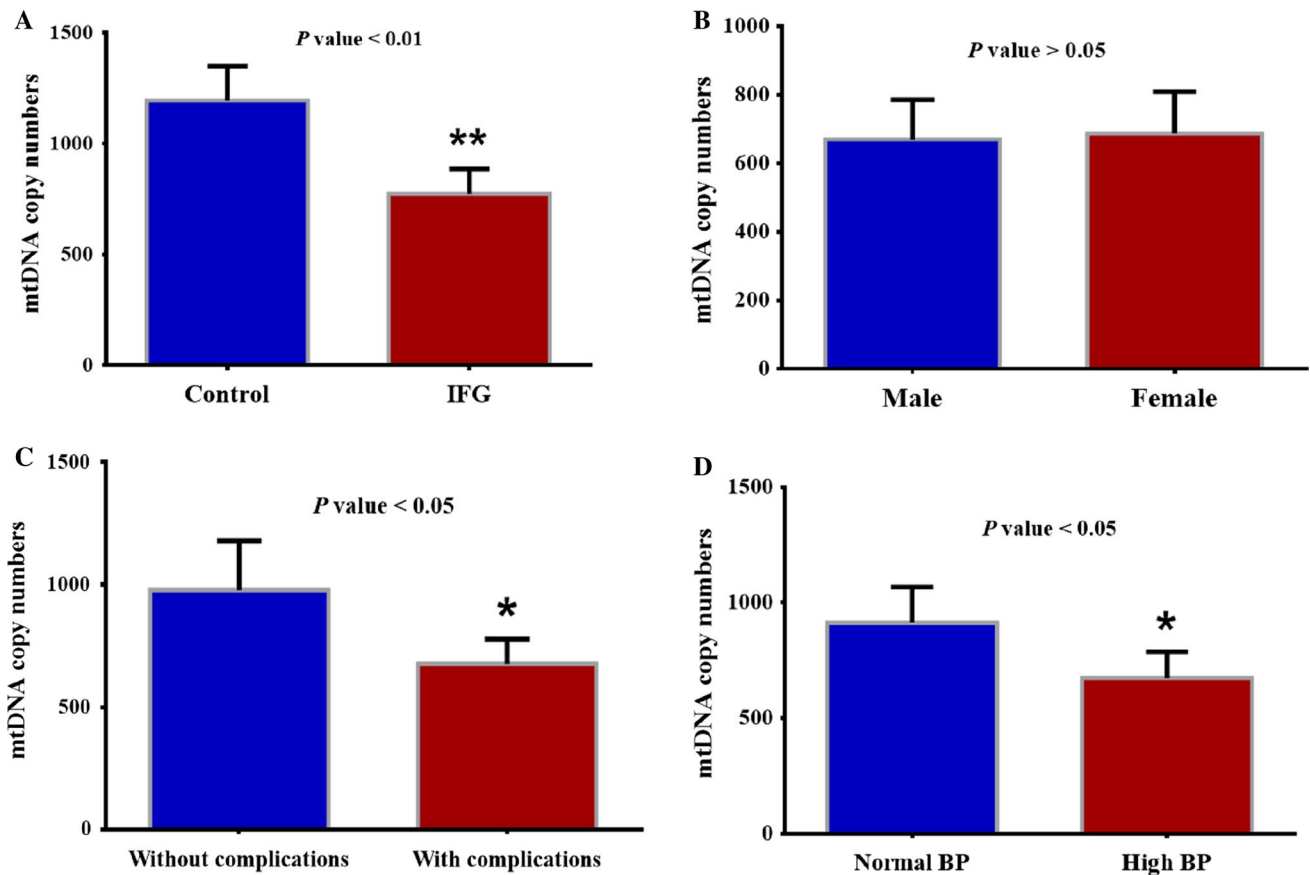 A
P value < 0.01
mtDNA copy numbers
1500
1000
500
0
**
Control IFG
B
P value > 0.05
mtDNA copy numbers
1000
800
600
400
200
0
Male Female
C
P value < 0.05
mtDNA copy numbers
1500
1000
500
0
*
Without complications With complications
D
P value < 0.05
mtDNA copy numbers
1500
1000
500
0
*
Normal BP High BP